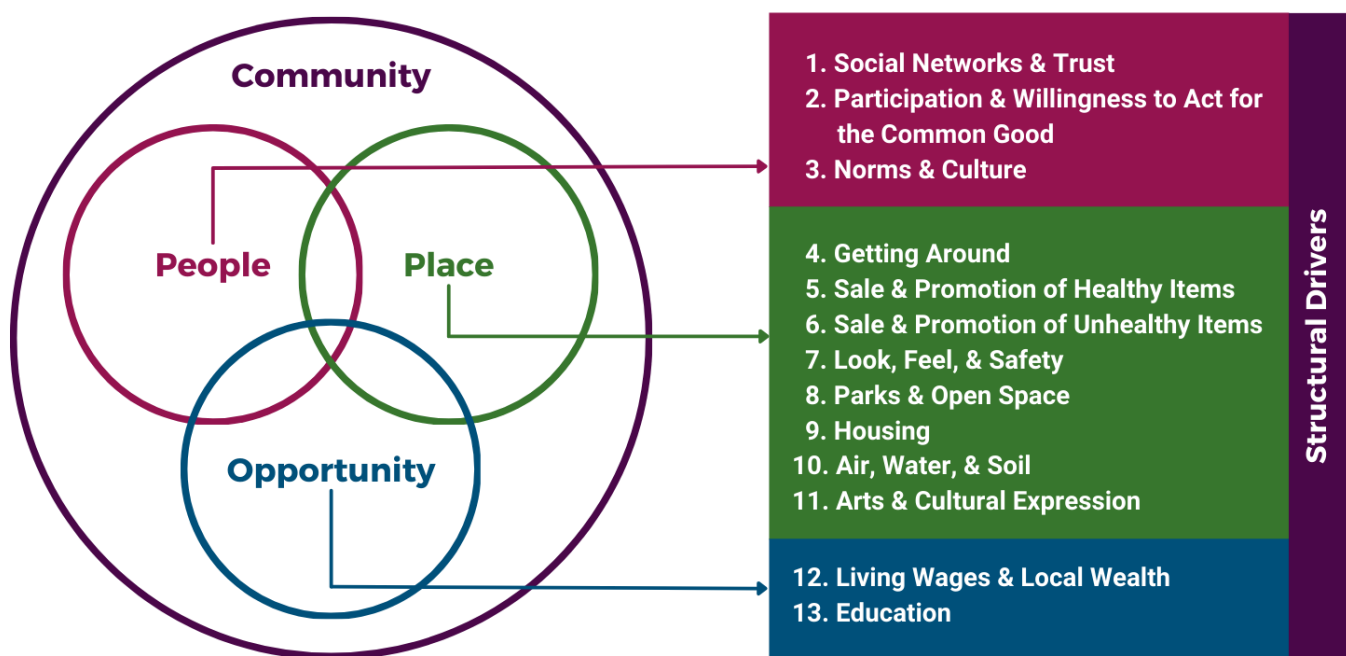 Community
People
Place
Opportunity
1. Social Networks & Trust
2. Participation & Willingness to Act for
the Common Good
3. Norms & Culture
4. Getting Around
5. Sale & Promotion of Healthy Items
6. Sale & Promotion of Unhealthy Items
7. Look, Feel, & Safety
8. Parks & Open Space
9. Housing
10. Air, Water, & Soil
11. Arts & Cultural Expression
12. Living Wages & Local Wealth
13. Education
Structural Drivers